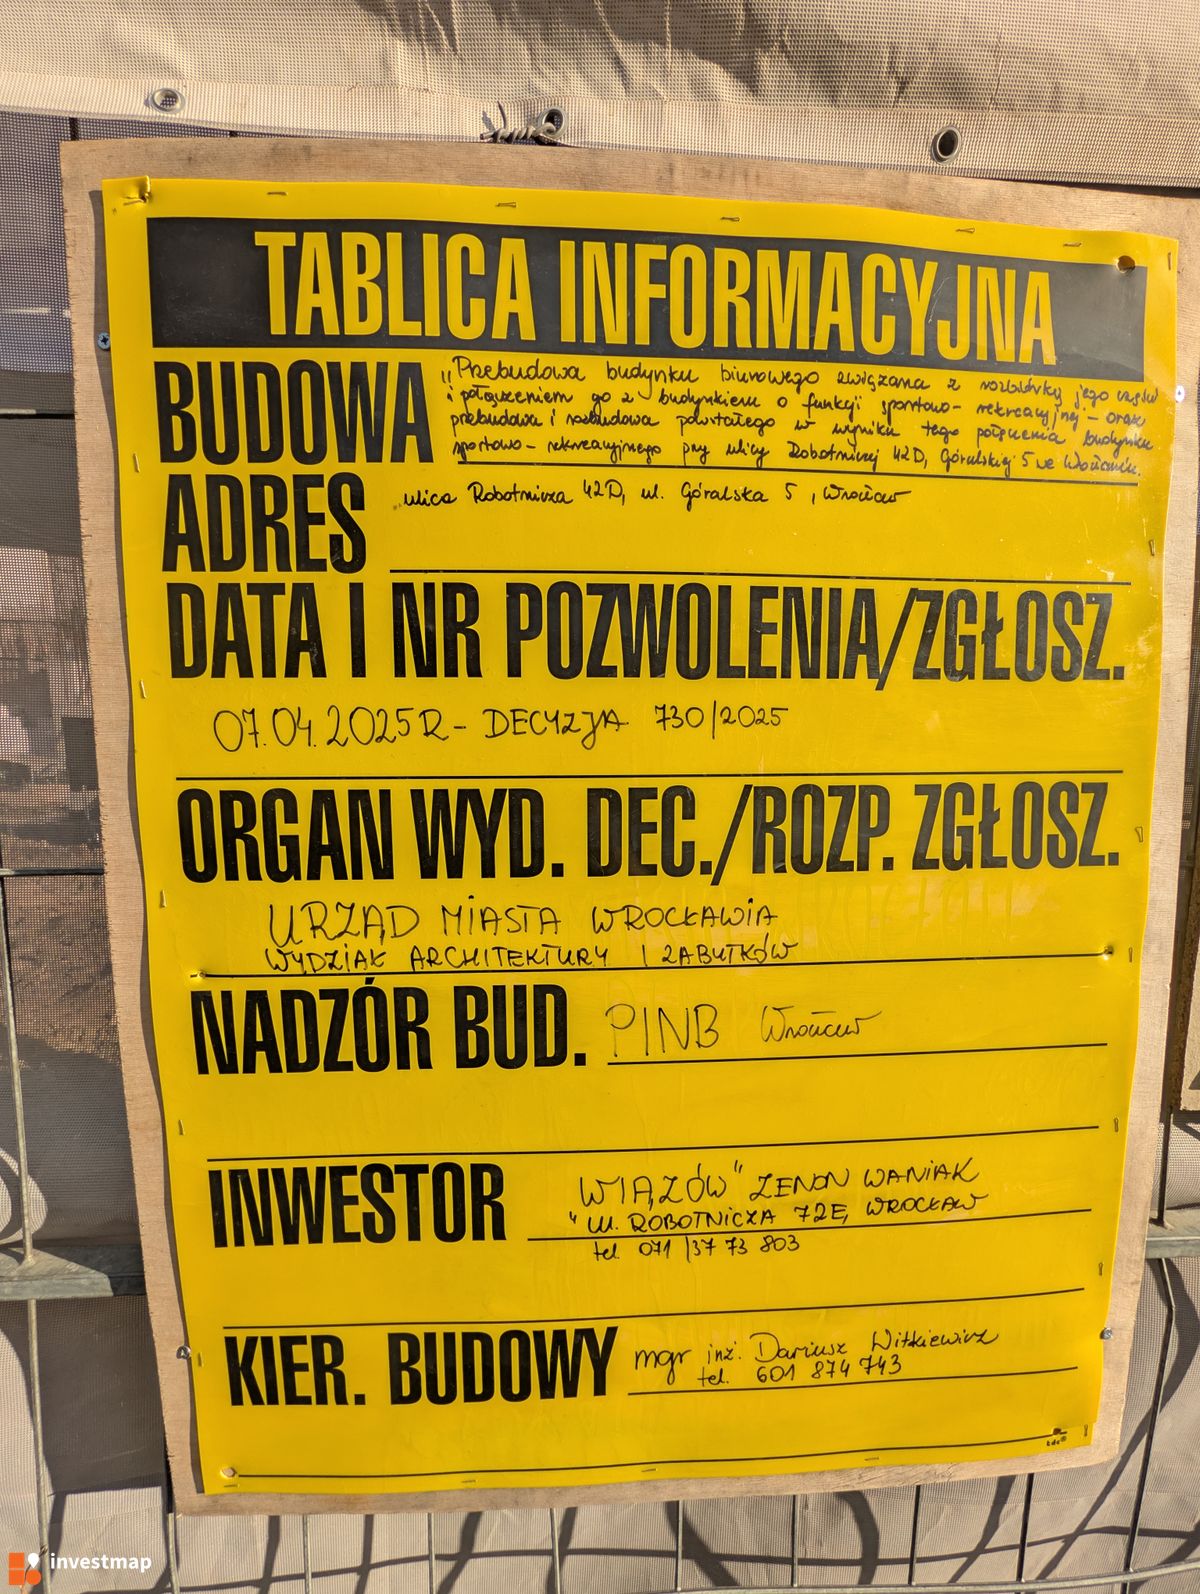 TABLICA INFORMACYJNA
BUDOWA
"Przebudowa budynku biurowego związana z rozbiórką jego części
i połączeniem go z budynkiem o funkcji sportowo-rekreacyjnej - oraz
przebudowa i rozbudowa powstałego w wyniku tego połączenia budynku
sportowo-rekreacyjnego przy ulicy Robotniczej 42D, Góralskiej 5 we Wrocławiu.
ADRES
ulica Robotnicza 42D, ul. Góralska 5, Wrocław
DATA I NR POZWOLENIA/ZGŁOSZ.
07.04.2025R - DECYZJA 730/2025
ORGAN WYD. DEC./ROZP. ZGŁOSZ.
URZĄD MIASTA WROCŁAWIA
WYDZIAŁ ARCHITEKTURY I ZABYTKÓW
NADZÓR BUD. PINB Wrocław
INWESTOR
WIĄZÓW" ZENON WANIAK
"ul. ROBOTNICZA 72E, WROCŁAW
tel 071/37 73 803
KIER. BUDOWY
mgr inż. Dariusz Witkiewicz
tel. 601 874 743
tdc®
investmap